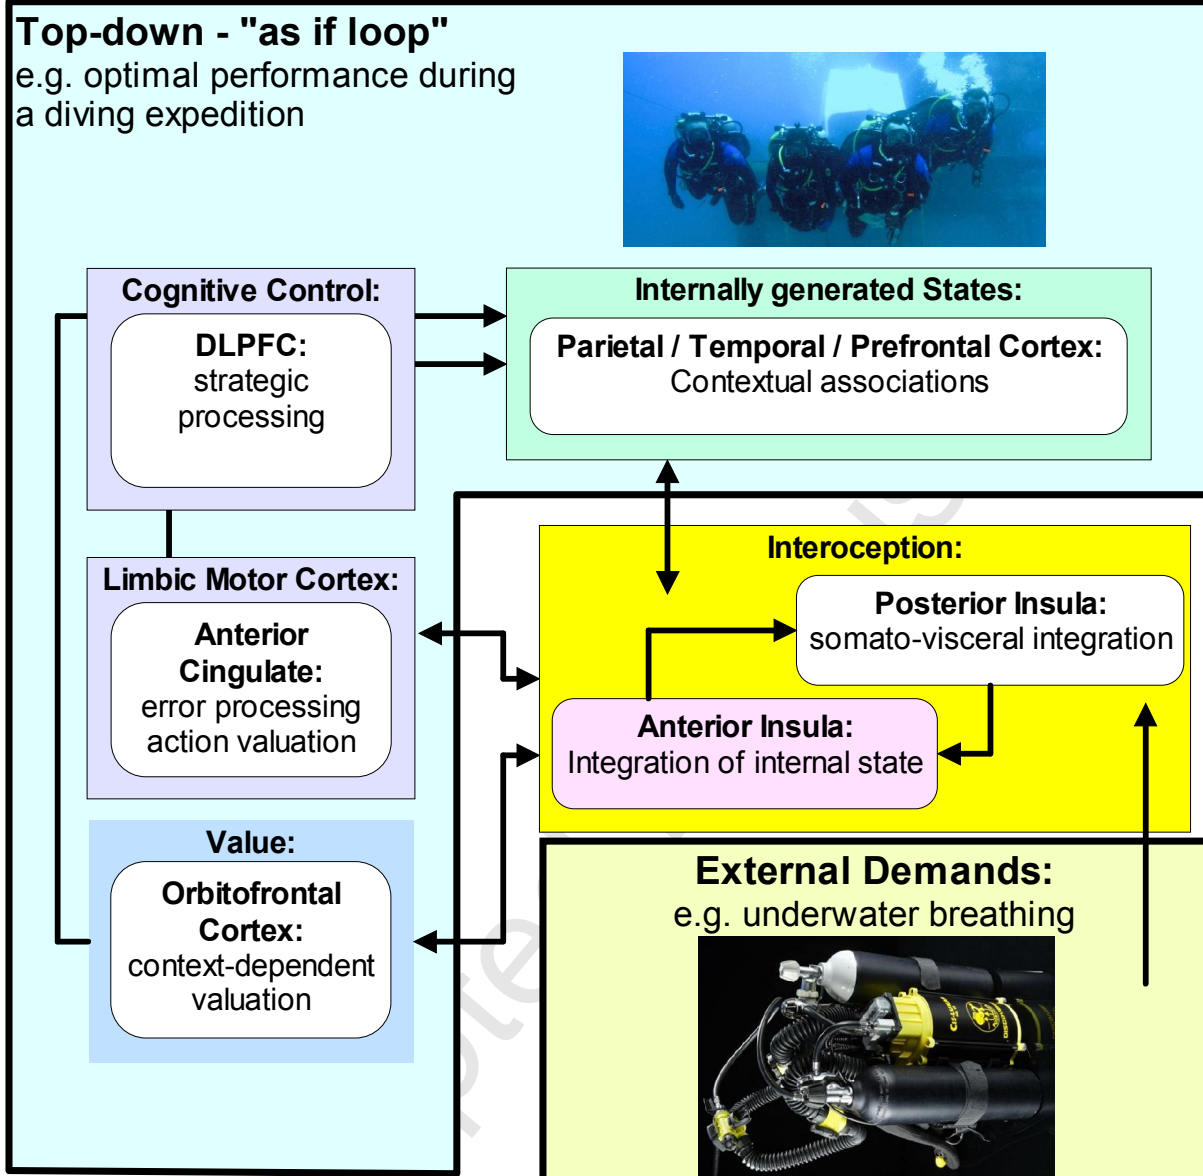 Top-down - "as if loop"
e.g. optimal performance during
a diving expedition
Cognitive Control:
DLPFC:
strategic
processing
Internally generated States:
Parietal / Temporal / Prefrontal Cortex:
Contextual associations
Limbic Motor Cortex:
Anterior
Cingulate:
error processing
action valuation
Interoception:
Posterior Insula:
somato-visceral integration
Anterior Insula:
Integration of internal state
Value:
Orbitofrontal
Cortex:
context-dependent
valuation
External Demands:
e.g. underwater breathing